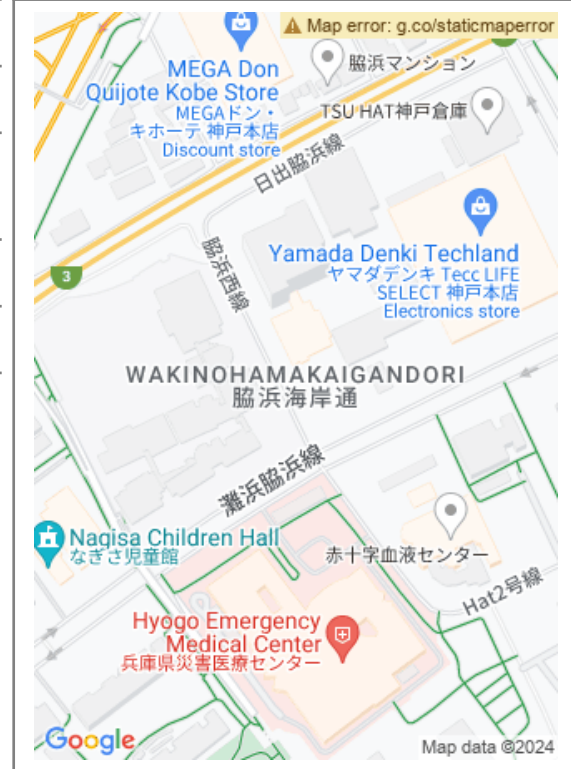 Map error: g.co/staticmaperror
脇浜マンション
MEGA Don
Quijote Kobe Store
MEGAドン・
キホーテ 神戸本店
Discount store
TSU HAT神戸倉庫
日出脇浜線
Yamada Denki Techland
ヤマダデンキ Tecc LIFE
SELECT 神戸本店
Electronics store
脇浜西線
3
WAKINOHAMAKAIGANDORI
脇浜海岸通
灘浜脇浜線
Nagisa Children Hall
なぎさ児童館
赤十字血液センター
Hat2号線
Hyogo Emergency
Medical Center
兵庫県災害医療センター
Google
Map data ©2024